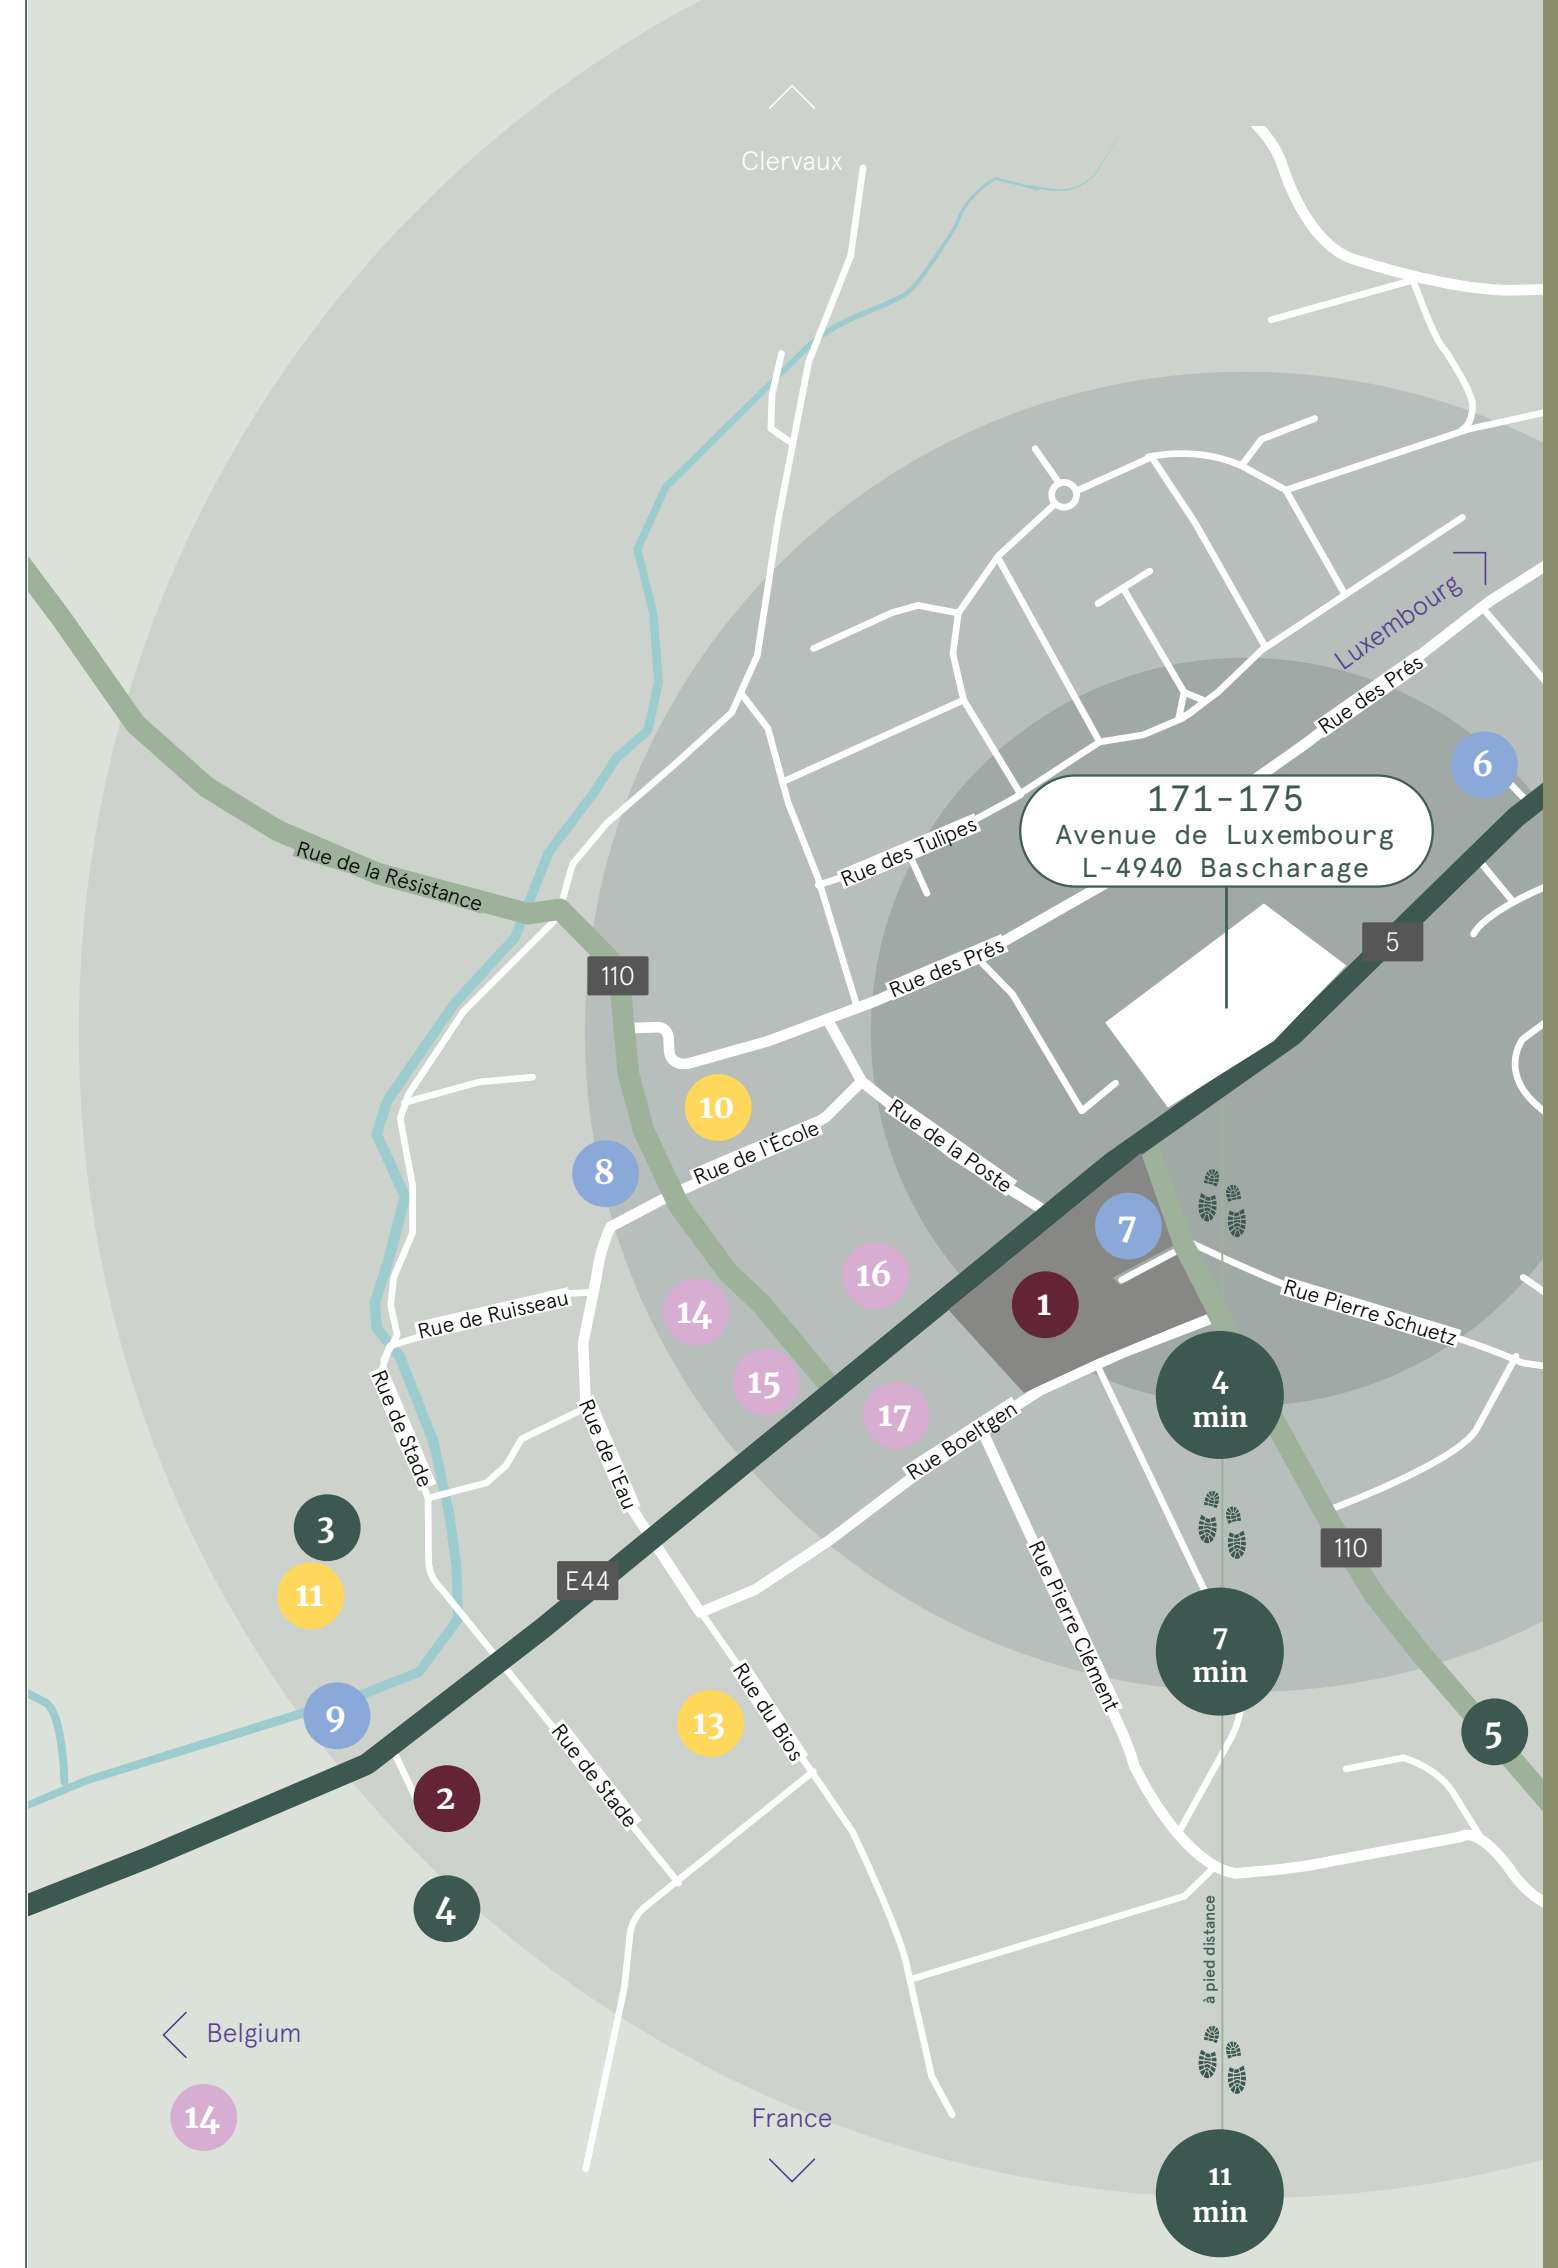 Clervaux
Luxembourg
Rue des Prés
6
171-175
Avenue de Luxembourg
L-4940 Bascharage
Rue des Tulipes
Rue de la Résistance
5
Rue des Prés
110
10
Rue de l'École
Rue de la Poste
8
7
16
1
14
Rue de Ruisseau
Rue Pierre Schuetz
15
17
4
min
Rue de Stade
Rue de l'Eau
Rue Boeltgen
3
11
E44
110
Rue Pierre Clément
7
min
9
13
Rue du Bios
5
Rue de Stade
2
4
à pied distance
Belgium
14
France
11
min